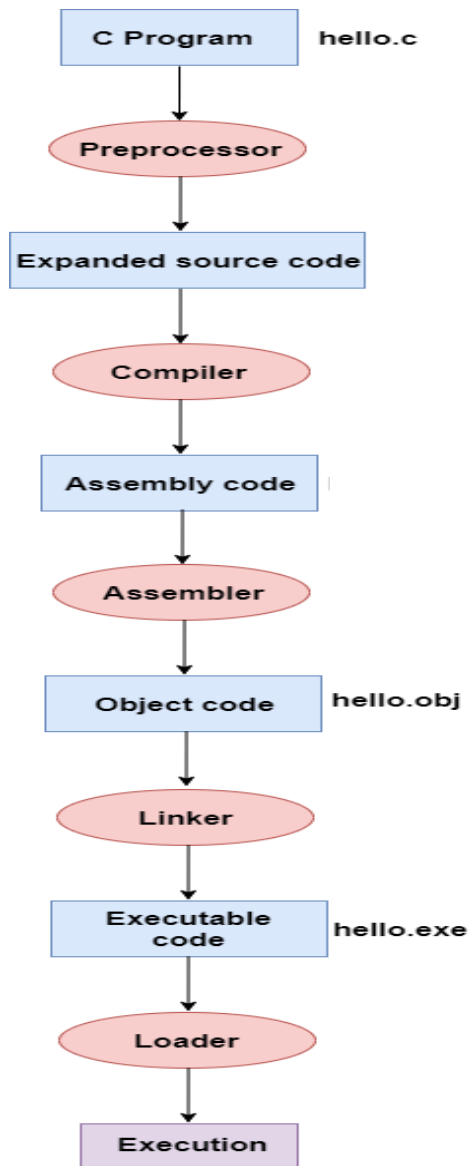 C Program hello.c
Preprocessor
Expanded source code
Compiler
Assembly code
Assembler
Object code hello.obj
Linker
Executable
code hello.exe
Loader
Execution